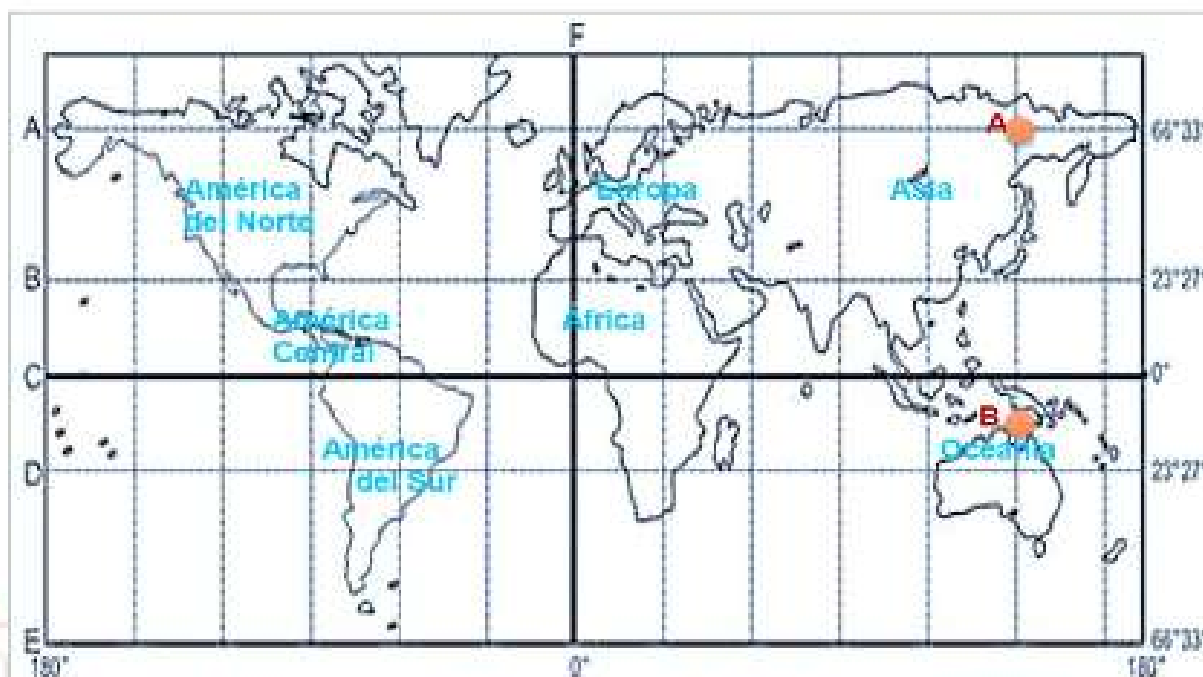 F
A
A
66°33'
América
del Norte
Europa
Asia
B
23°27'
América
Central
África
C
0°
B
América
del Sur
Oceanía
D
23°27'
E
66°33
180°
0°
180°